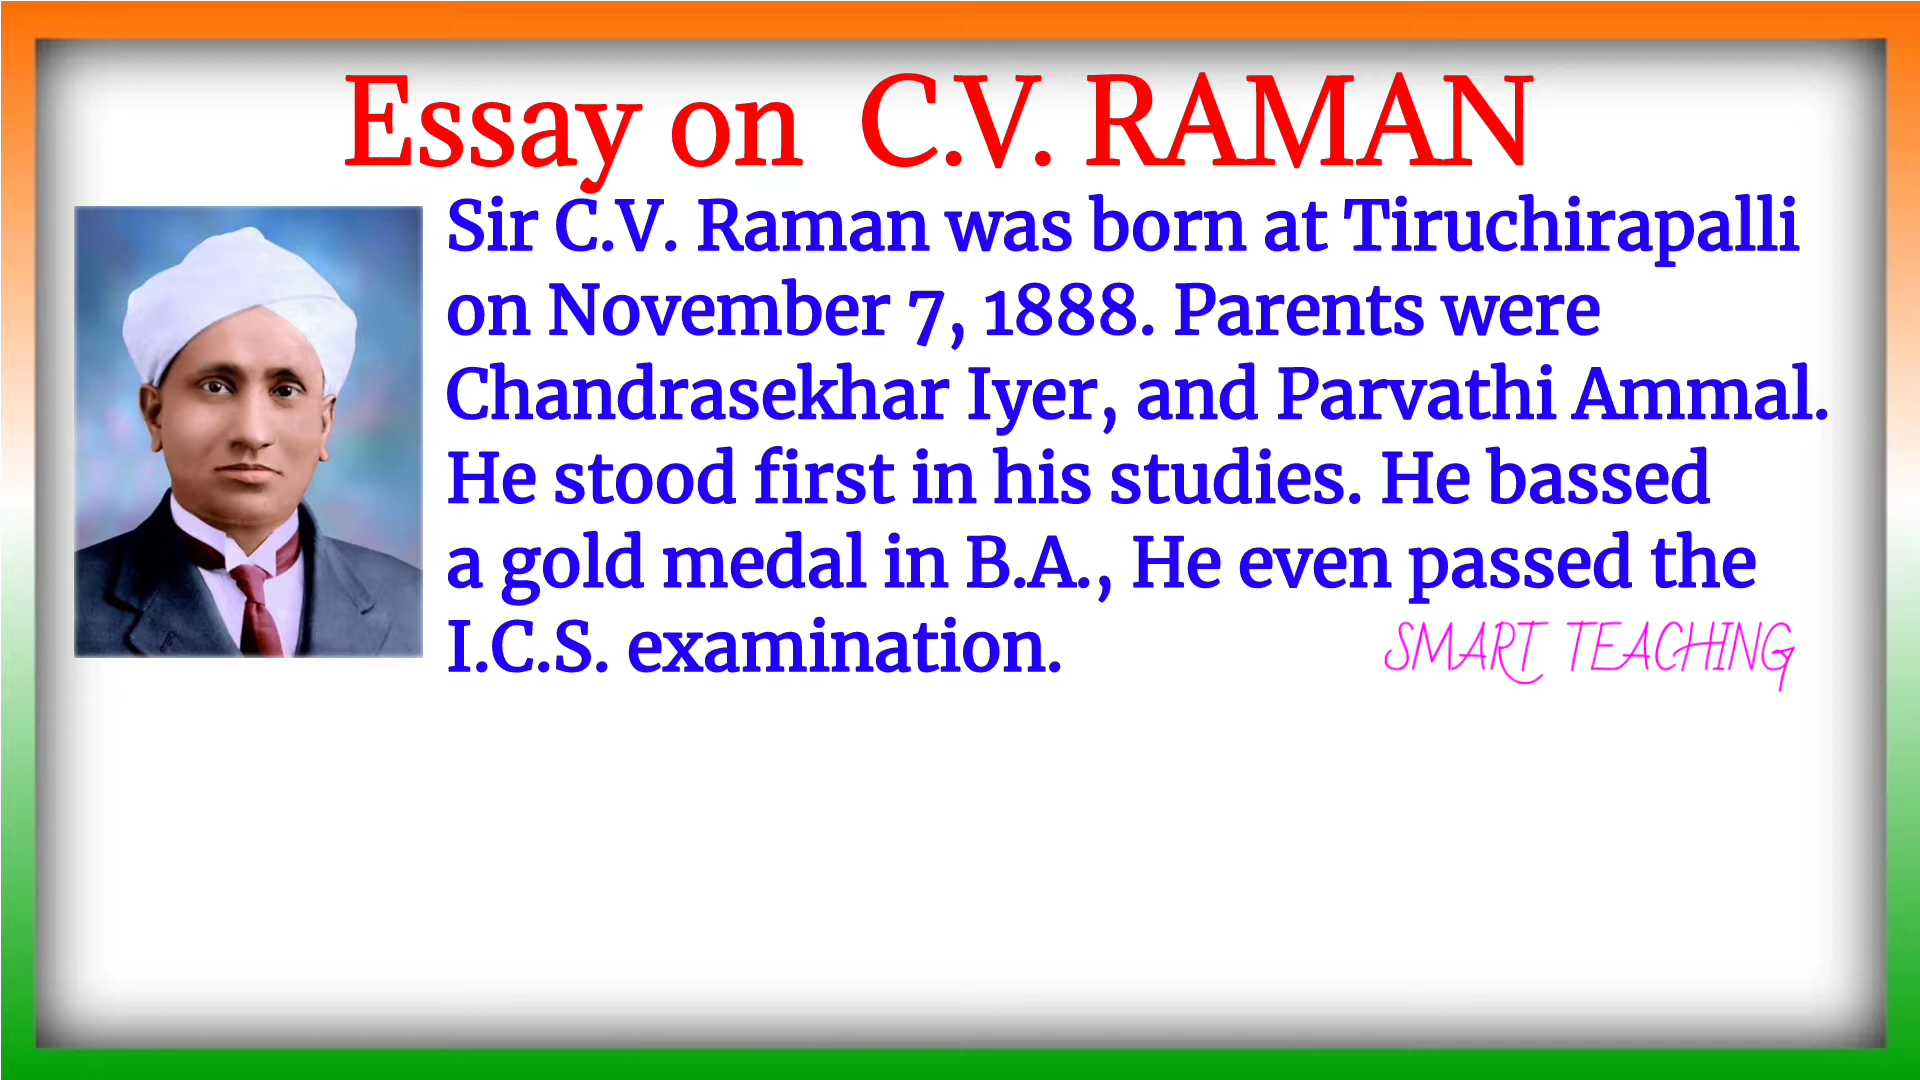 Essay on C.V. RAMAN
Sir C.V. Raman was born at Tiruchirapalli
on November 7, 1888. Parents were
Chandrasekhar Iyer, and Parvathi Ammal.
He stood first in his studies. He bassed
a gold medal in B.A., He even passed the
I.C.S. examination.
SMART TEACHING